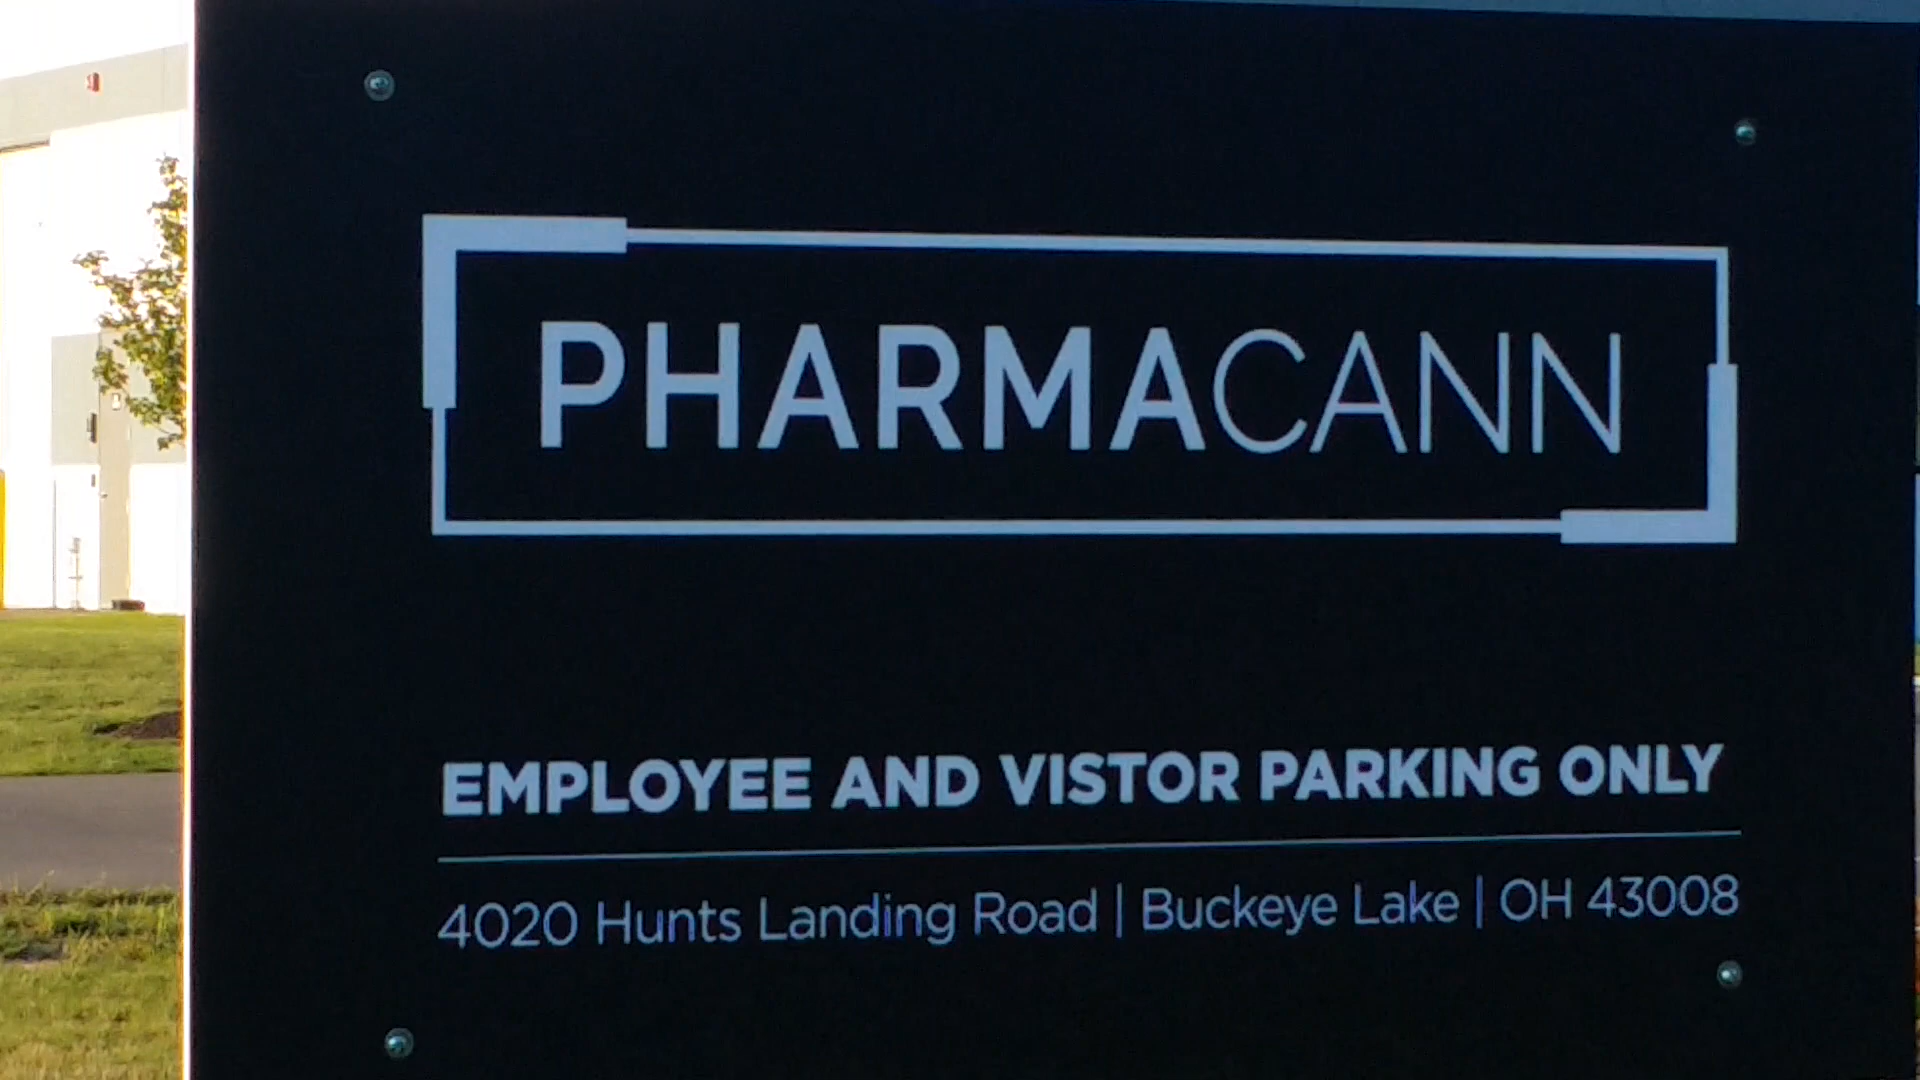 PHARMACANN
EMPLOYEE AND VISTOR PARKING ONLY
4020 Hunts Landing Road | Buckeye Lake | OH 43008